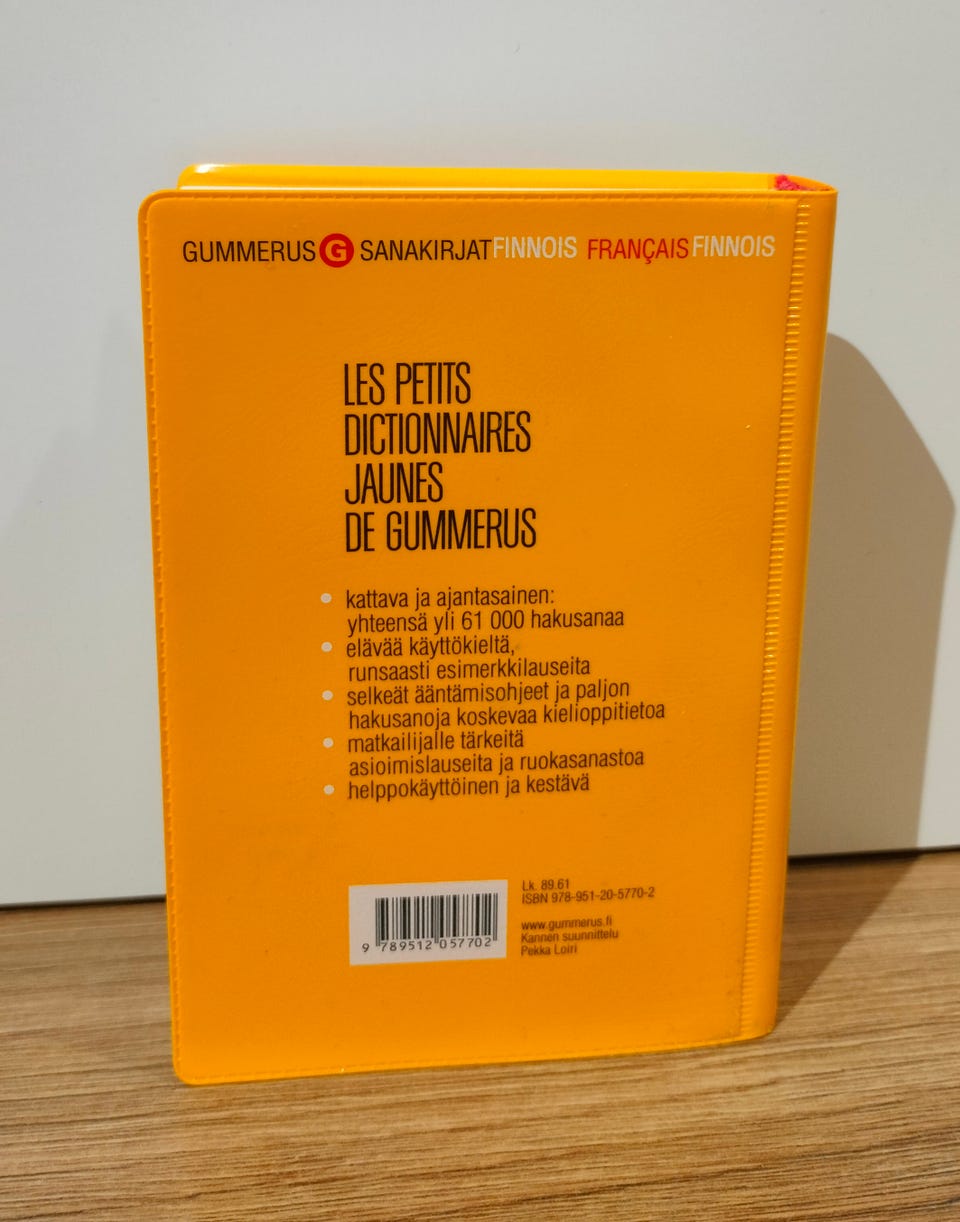 GUMMERUS G SANAKIRJAT FINNOIS FRANÇAIS FINNOIS
LES PETITS
DICTIONNAIRES
JAUNES
DE GUMMERUS
• kattava ja ajantasainen:
yhteensä yli 61 000 hakusanaa
• elävää käyttökieltä,
runsaasti esimerkkilauseita
• selkeät ääntämisohjeet ja paljon
hakusanoja koskevaa kielioppitietoa
• matkailijalle tärkeitä
asioimislauseita ja ruokasanastoa
• helppokäyttöinen ja kestävä
Lk. 89.61
ISBN 978-951-20-5770-2
www.gummerus.fi
Kannen suunnittelu
Pekka Loiri
9 789512 057702